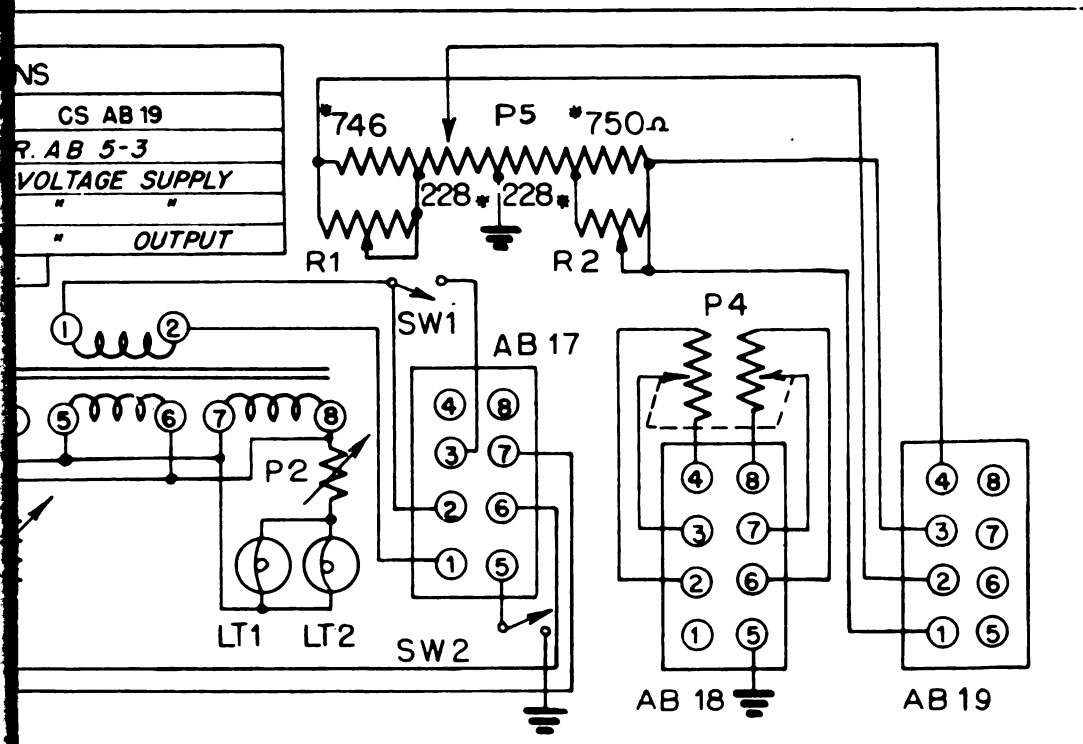 NS
CS AB 19
R. AB 5-3
VOLTAGE SUPPLY
" "
" OUTPUT
*746 P5 *750Ω
228* 228*
R1 R2
SW1
P4
1 2
AB 17
5 6 7 8
4 8
3 7
2 6
1 5
P2
LT1 LT2
SW2
4 8
3 7
2 6
1 5
AB 18
4 8
3 7
2 6
1 5
AB 19